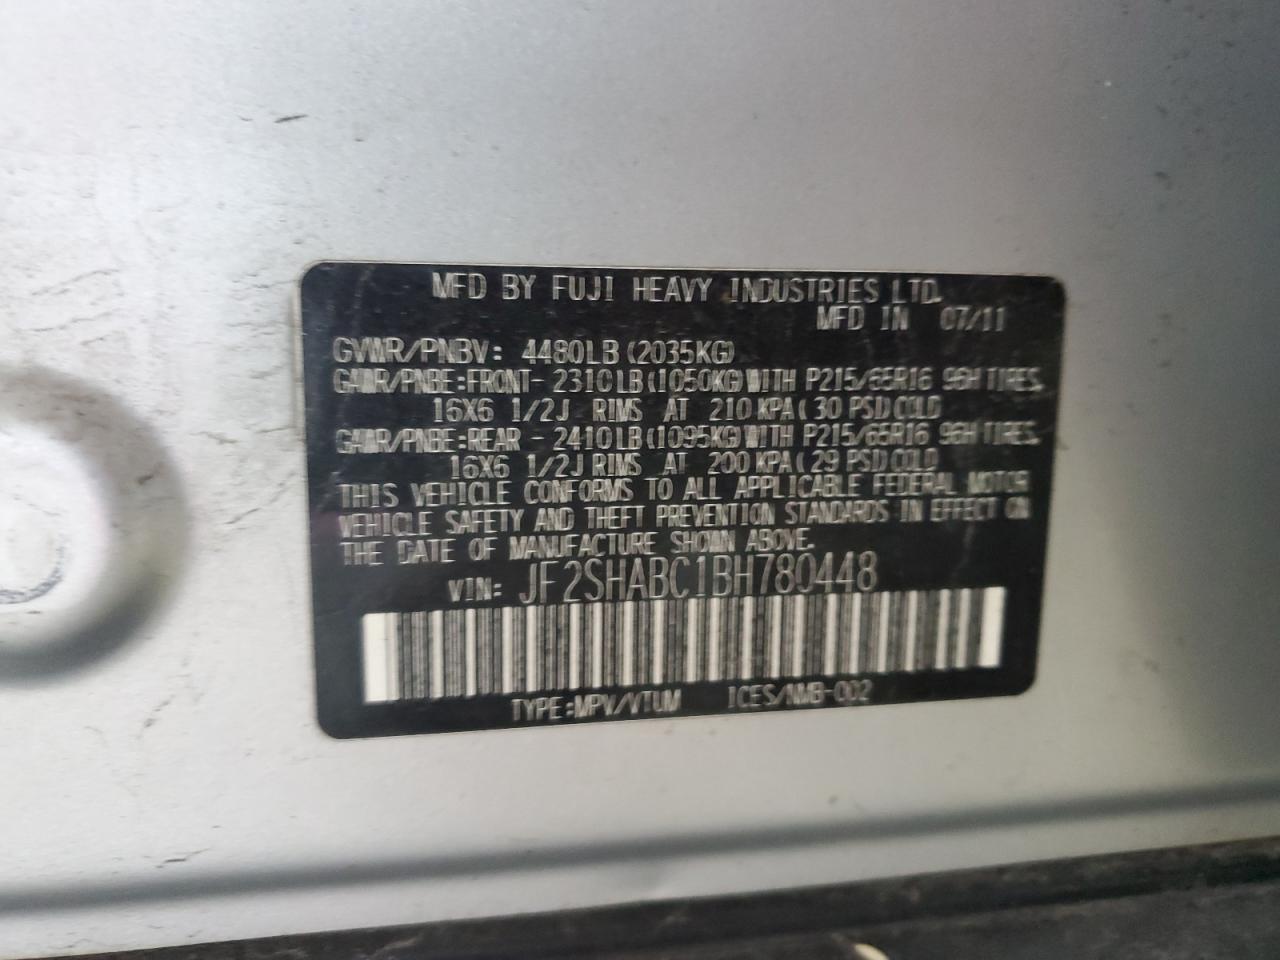 MFD BY FUJI HEAVY INDUSTRIES LTD.
MFD IN 07/11
GVWR/PNBV: 4480LB(2035KG)
GAWR/PNBE:FRONT- 2310LB(1050KG)WITH P215/65R16 96H TIRES.
16X6 1/2J RIMS AT 210 KPA( 30 PSI)COLD
GAWR/PNBE:REAR - 2410LB(1095KG)WITH P215/65R16 96H TIRES.
16X6 1/2J RIMS AT 200 KPA( 29 PSI)COLD
THIS VEHICLE CONFORMS TO ALL APPLICABLE FEDERAL MOTOR
VEHICLE SAFETY AND THEFT PREVENTION STANDARDS IN EFFECT ON
THE DATE OF MANUFACTURE SHOWN ABOVE.
VIN: JF2SHABC1BH780448
TYPE:MPV/VTUM ICES/NMB-002